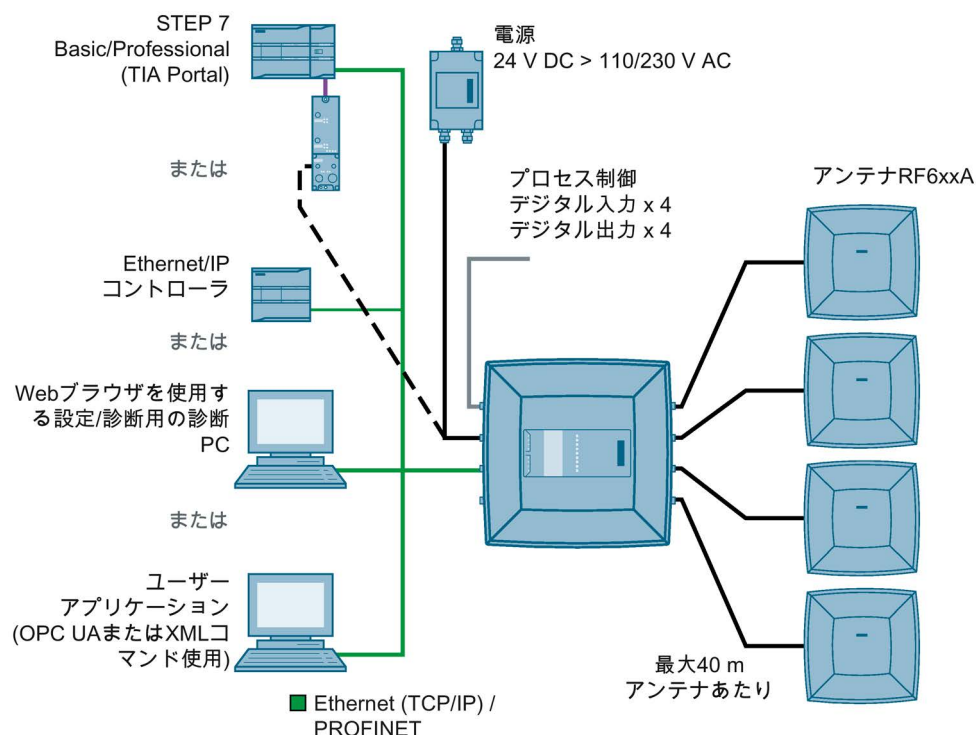 STEP 7
Basic/Professional
(TIA Portal)
または
Ethernet/IP
コントローラ
または
Webブラウザを使用す
る設定/診断用の診断
PC
または
ユーザー
アプリケーション
(OPC UAまたはXMLコ
マンド使用)
電源
24 V DC > 110/230 V AC
プロセス制御
デジタル入力 x 4
デジタル出力 x 4
アンテナRF6xxA
最大40 m
アンテナあたり
Ethernet (TCP/IP) /
PROFINET